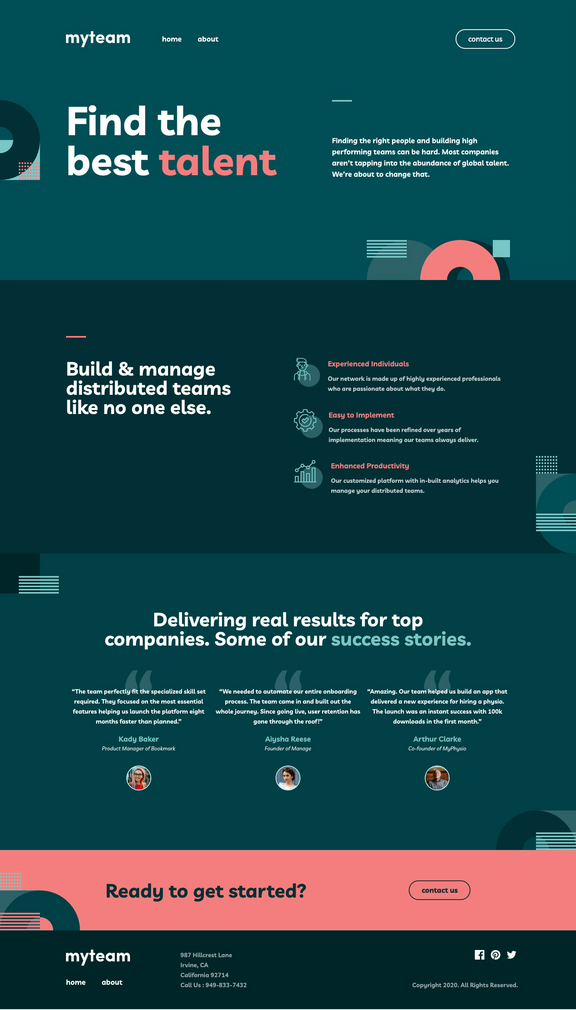 myteam
home about
contact us
Find the
best talent
Finding the right people and building high
performing teams can be hard. Most companies
aren't tapping into the abundance of global talent.
We're about to change that.
Build & manage
distributed teams
like no one else.
Experienced Individuals
Our network is made up of highly experienced professionals
who are passionate about what they do.
Easy to Implement
Our processes have been refined over years of
implementation meaning our teams always deliver.
Enhanced Productivity
Our customized platform with in-built analytics helps you
manage your distributed teams.
Delivering real results for top
companies. Some of our success stories.
“The team perfectly fit the specialized skill set
required. They focused on the most essential
features helping us launch the platform eight
months faster than planned.”
Kady Baker
Product Manager of Bookmark
“We needed to automate our entire onboarding
process. The team came in and built out the
whole journey. Since going live, user retention has
gone through the roof!”
Aiysha Reese
Founder of Manage
“Amazing. Our team helped us build an app that
delivered a new experience for hiring a physio.
The launch was an instant success with 100k
downloads in the first month.”
Arthur Clarke
Co-founder of MyPhysio
Ready to get started?
contact us
myteam
home about
987 Hillcrest Lane
Irvine, CA
California 92714
Call Us : 949-833-7432
Copyright 2020. All Rights Reserved.